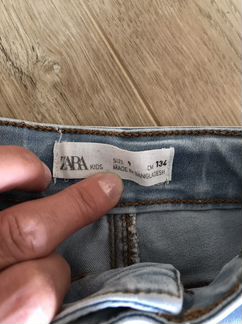 ZARA KIDS
SIZE 9 CM 134
MADE IN BANGLADESH